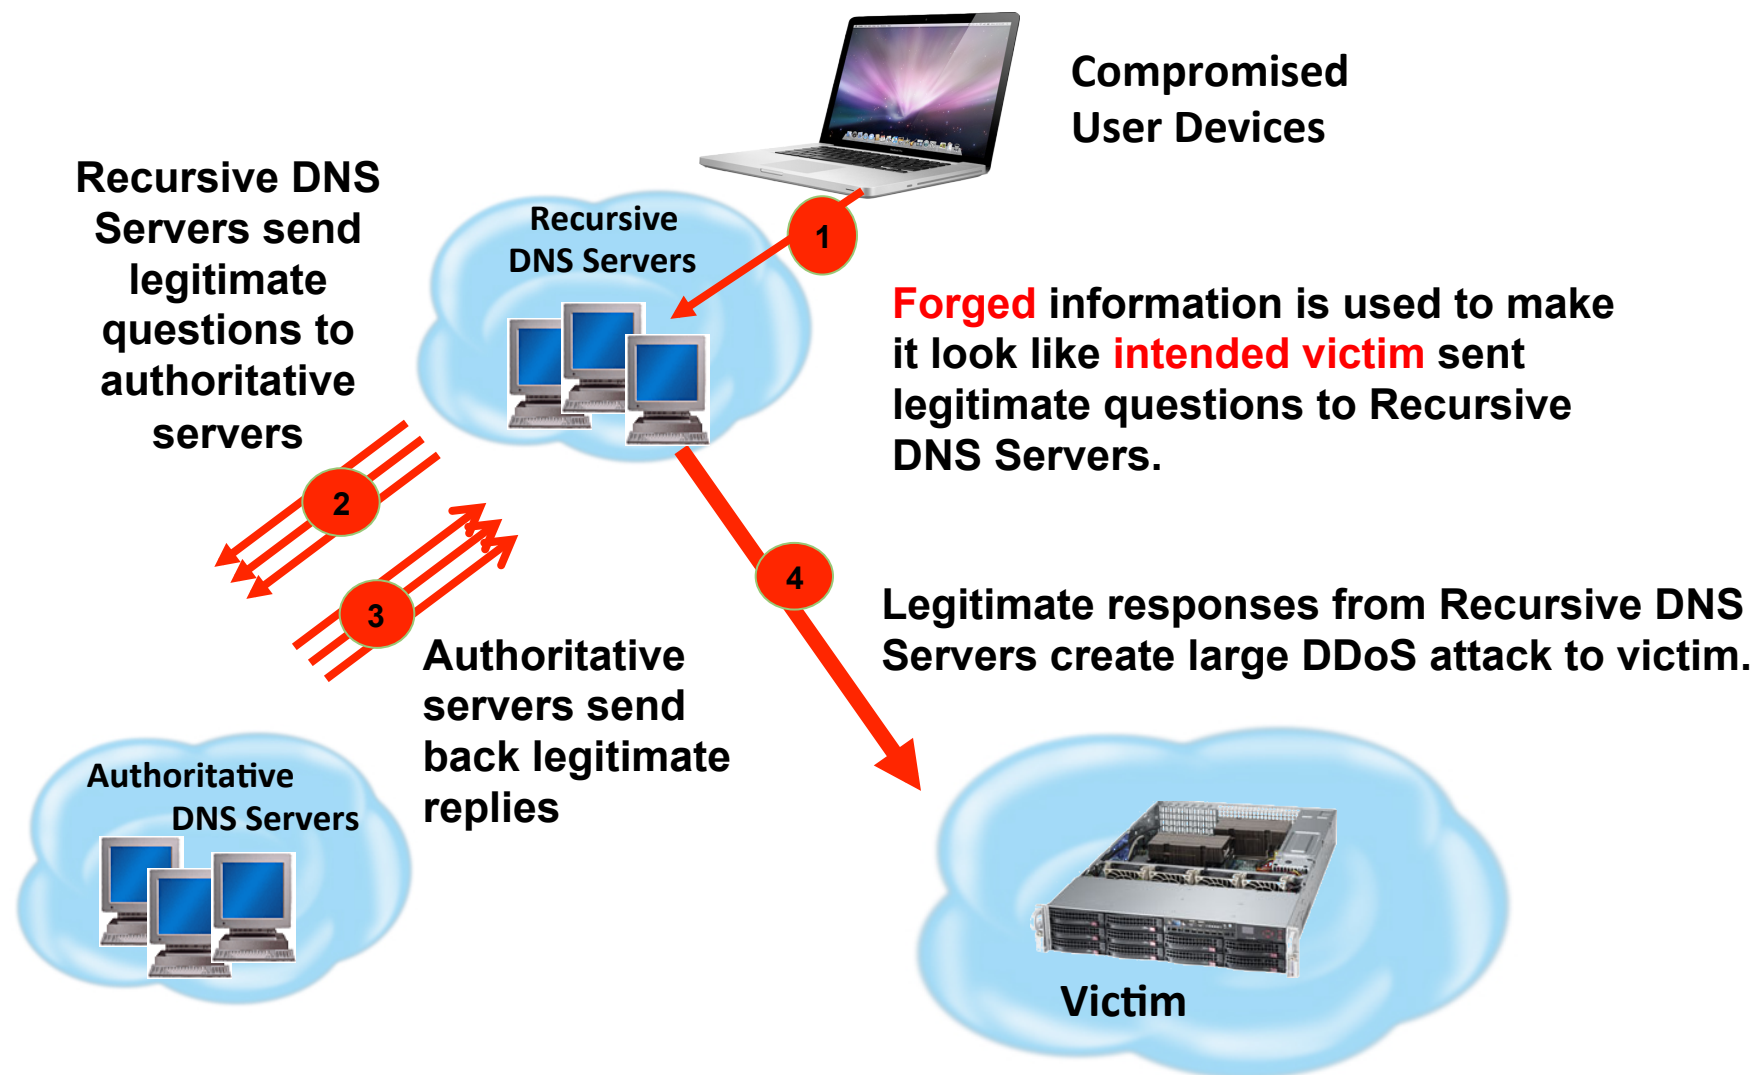 Compromised
User Devices
Recursive DNS
Servers send
legitimate
questions to
authoritative
servers
Recursive
DNS Servers
1
Forged information is used to make
it look like intended victim sent
legitimate questions to Recursive
DNS Servers.
2
3
4
Legitimate responses from Recursive DNS
Servers create large DDoS attack to victim.
Authoritative
servers send
back legitimate
replies
Authoritative
DNS Servers
Victim